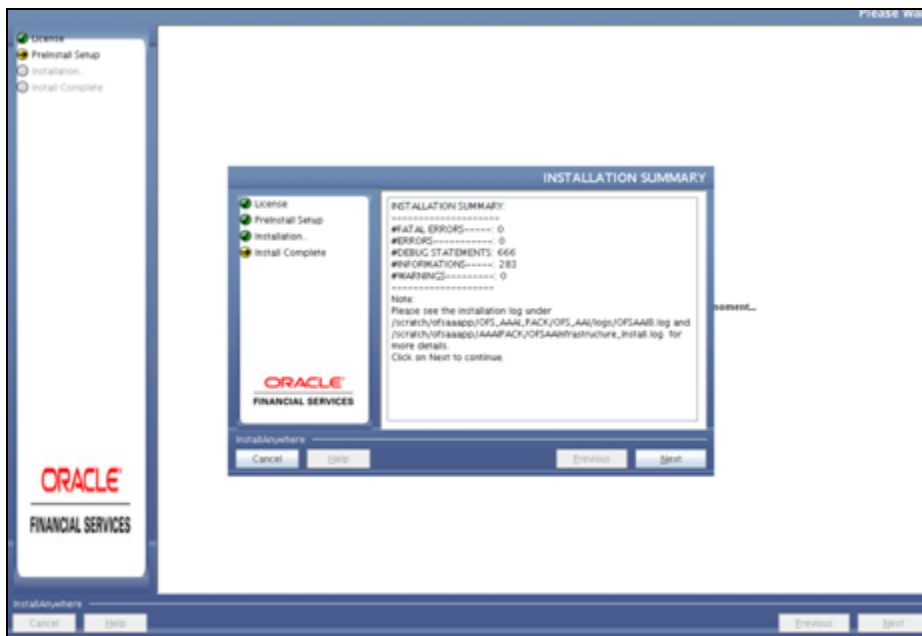 Please Wa
License
Preinstall Setup
Installation...
Install Complete
INSTALLATION SUMMARY
License
Preinstall Setup
Installation...
Install Complete
INSTALLATION SUMMARY:
--------------------
#FATAL ERRORS-----: 0
#ERRORS-----------: 0
#DEBUG STATEMENTS: 666
#INFORMATIONS-----: 283
#WARNINGS---------: 0
-------------------
Note:
Please see the installation log under
/scratch/ofsaaapp/OFS_AAAI_PACK/OFS_AAI/logs/OFSAAIB.log and
/scratch/ofsaaapp/AAAIPACK/OFSAAInfrastructure_Install.log for
more details.
Click on Next to continue.
moment...
ORACLE
FINANCIAL SERVICES
InstallAnywhere
Cancel Help Previous Next
ORACLE
FINANCIAL SERVICES
InstallAnywhere
Cancel Help Previous Next